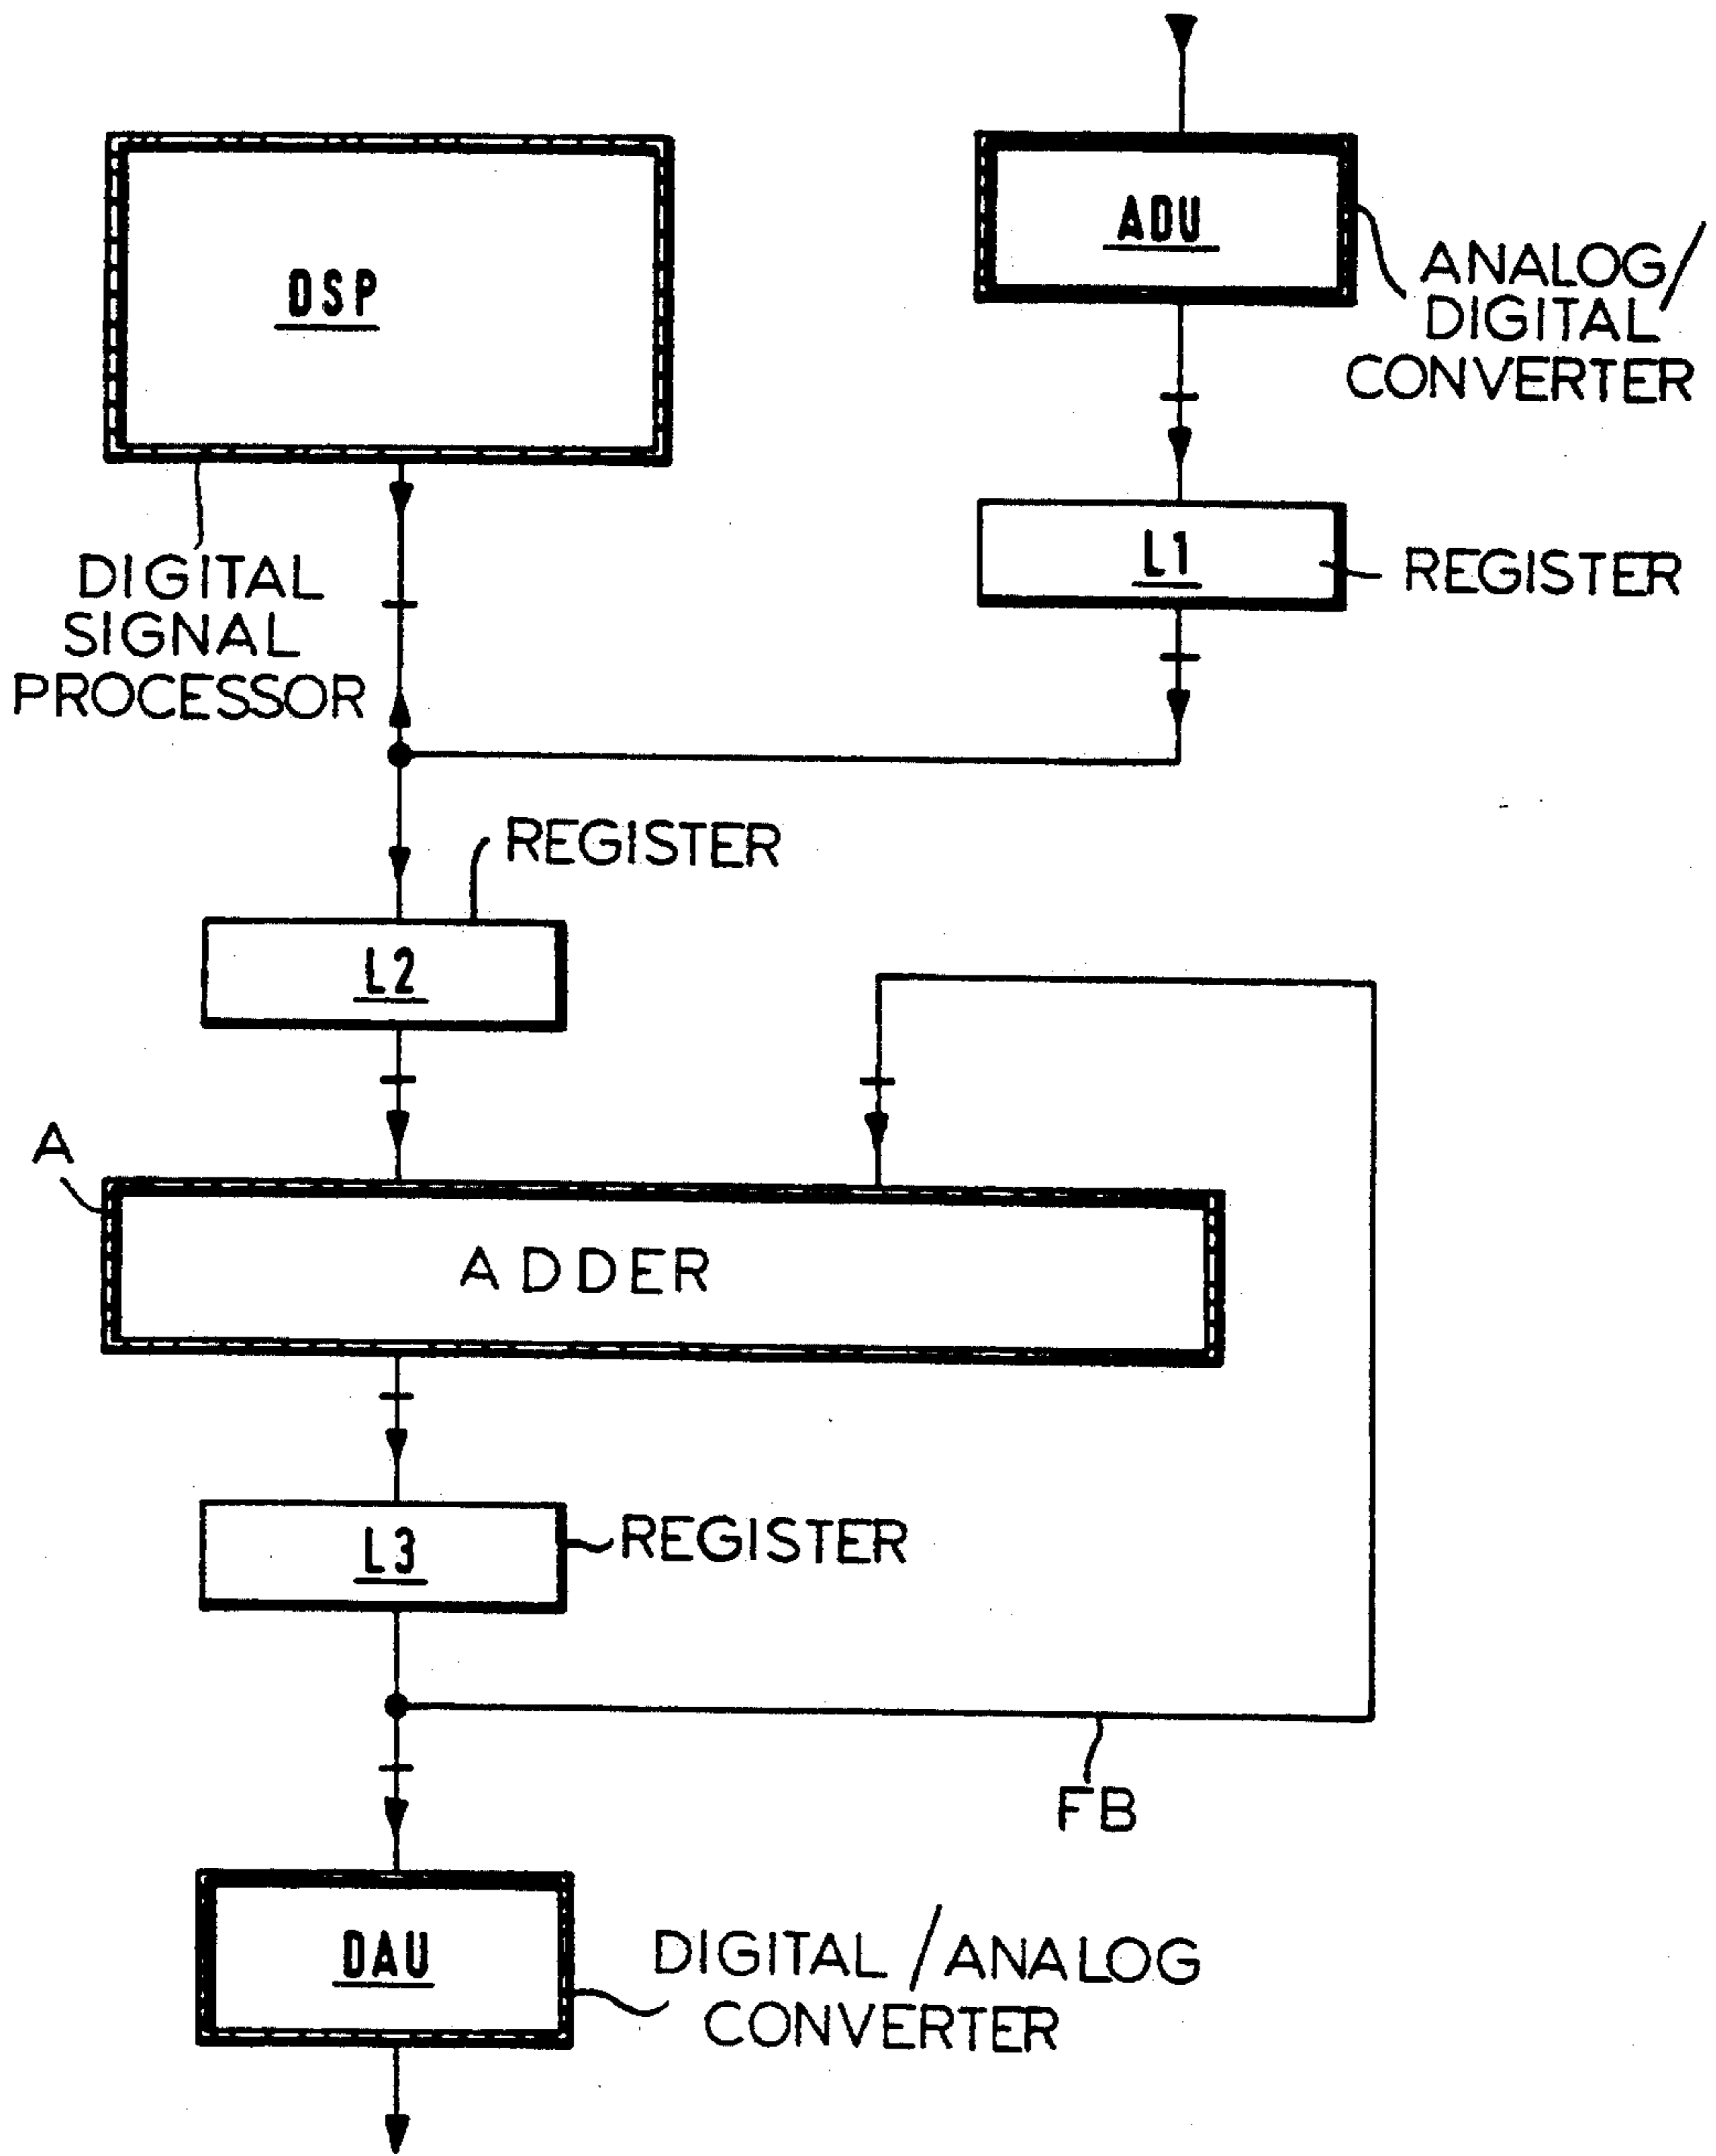 DSP
DIGITAL
SIGNAL
PROCESSOR
ADU
ANALOG/
DIGITAL
CONVERTER
L1
REGISTER
REGISTER
L2
A
ADDER
L3
REGISTER
FB
DAU
DIGITAL/ANALOG
CONVERTER